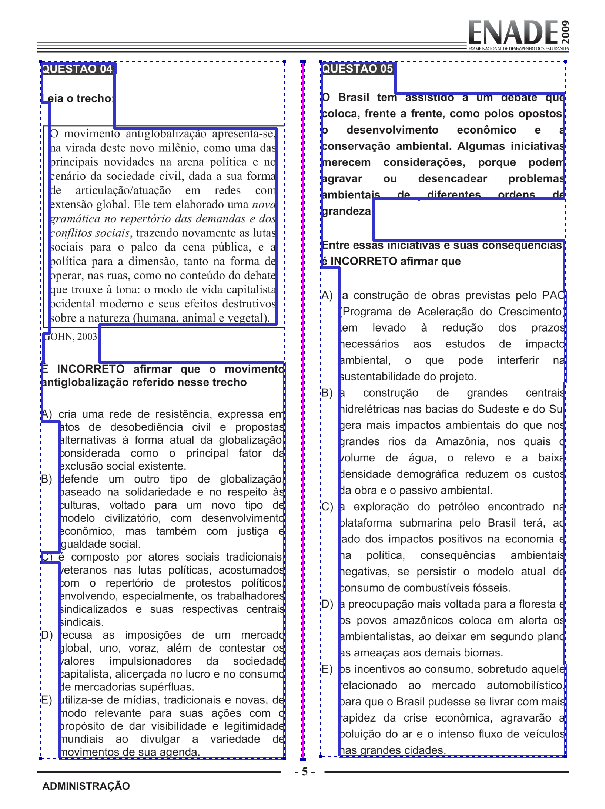 ENADE 2009
EXAME NACIONAL DE DESEMPENHO DOS ESTUDANTES
QUESTÃO 04
Leia o trecho:
O movimento antiglobalização apresenta-se,
na virada deste novo milênio, como uma das
principais novidades na arena política e no
cenário da sociedade civil, dada a sua forma
de articulação/atuação em redes com
extensão global. Ele tem elaborado uma nova
gramática no repertório das demandas e dos
conflitos sociais, trazendo novamente as lutas
sociais para o palco da cena pública, e a
política para a dimensão, tanto na forma de
operar, nas ruas, como no conteúdo do debate
que trouxe à tona: o modo de vida capitalista
ocidental moderno e seus efeitos destrutivos
sobre a natureza (humana, animal e vegetal).
GOHN, 2003
É INCORRETO afirmar que o movimento
antiglobalização referido nesse trecho
A) cria uma rede de resistência, expressa em
atos de desobediência civil e propostas
alternativas à forma atual da globalização,
considerada como o principal fator da
exclusão social existente.
B) defende um outro tipo de globalização,
baseado na solidariedade e no respeito às
culturas, voltado para um novo tipo de
modelo civilizatório, com desenvolvimento
econômico, mas também com justiça e
igualdade social.
C) é composto por atores sociais tradicionais,
veteranos nas lutas políticas, acostumados
com o repertório de protestos políticos,
envolvendo, especialmente, os trabalhadores
sindicalizados e suas respectivas centrais
sindicais.
D) recusa as imposições de um mercado
global, uno, voraz, além de contestar os
valores impulsionadores da sociedade
capitalista, alicerçada no lucro e no consumo
de mercadorias supérfluas.
E) utiliza-se de mídias, tradicionais e novas, de
modo relevante para suas ações com o
propósito de dar visibilidade e legitimidade
mundiais ao divulgar a variedade de
movimentos de sua agenda.
QUESTÃO 05
O Brasil tem assistido a um debate que
coloca, frente a frente, como polos opostos,
o desenvolvimento econômico e a
conservação ambiental. Algumas iniciativas
merecem considerações, porque podem
agravar ou desencadear problemas
ambientais de diferentes ordens de
grandeza.
Entre essas iniciativas e suas consequências,
é INCORRETO afirmar que
A) a construção de obras previstas pelo PAC
(Programa de Aceleração do Crescimento)
tem levado à redução dos prazos
necessários aos estudos de impacto
ambiental, o que pode interferir na
sustentabilidade do projeto.
B) a construção de grandes centrais
hidrelétricas nas bacias do Sudeste e do Sul
gera mais impactos ambientais do que nos
grandes rios da Amazônia, nos quais o
volume de água, o relevo e a baixa
densidade demográfica reduzem os custos
da obra e o passivo ambiental.
C) a exploração do petróleo encontrado na
plataforma submarina pelo Brasil terá, ao
lado dos impactos positivos na economia e
na política, consequências ambientais
negativas, se persistir o modelo atual de
consumo de combustíveis fósseis.
D) a preocupação mais voltada para a floresta e
os povos amazônicos coloca em alerta os
ambientalistas, ao deixar em segundo plano
as ameaças aos demais biomas.
E) os incentivos ao consumo, sobretudo aquele
relacionado ao mercado automobilístico,
para que o Brasil pudesse se livrar com mais
rapidez da crise econômica, agravarão a
poluição do ar e o intenso fluxo de veículos
nas grandes cidades.
- 5 -
ADMINISTRAÇÃO